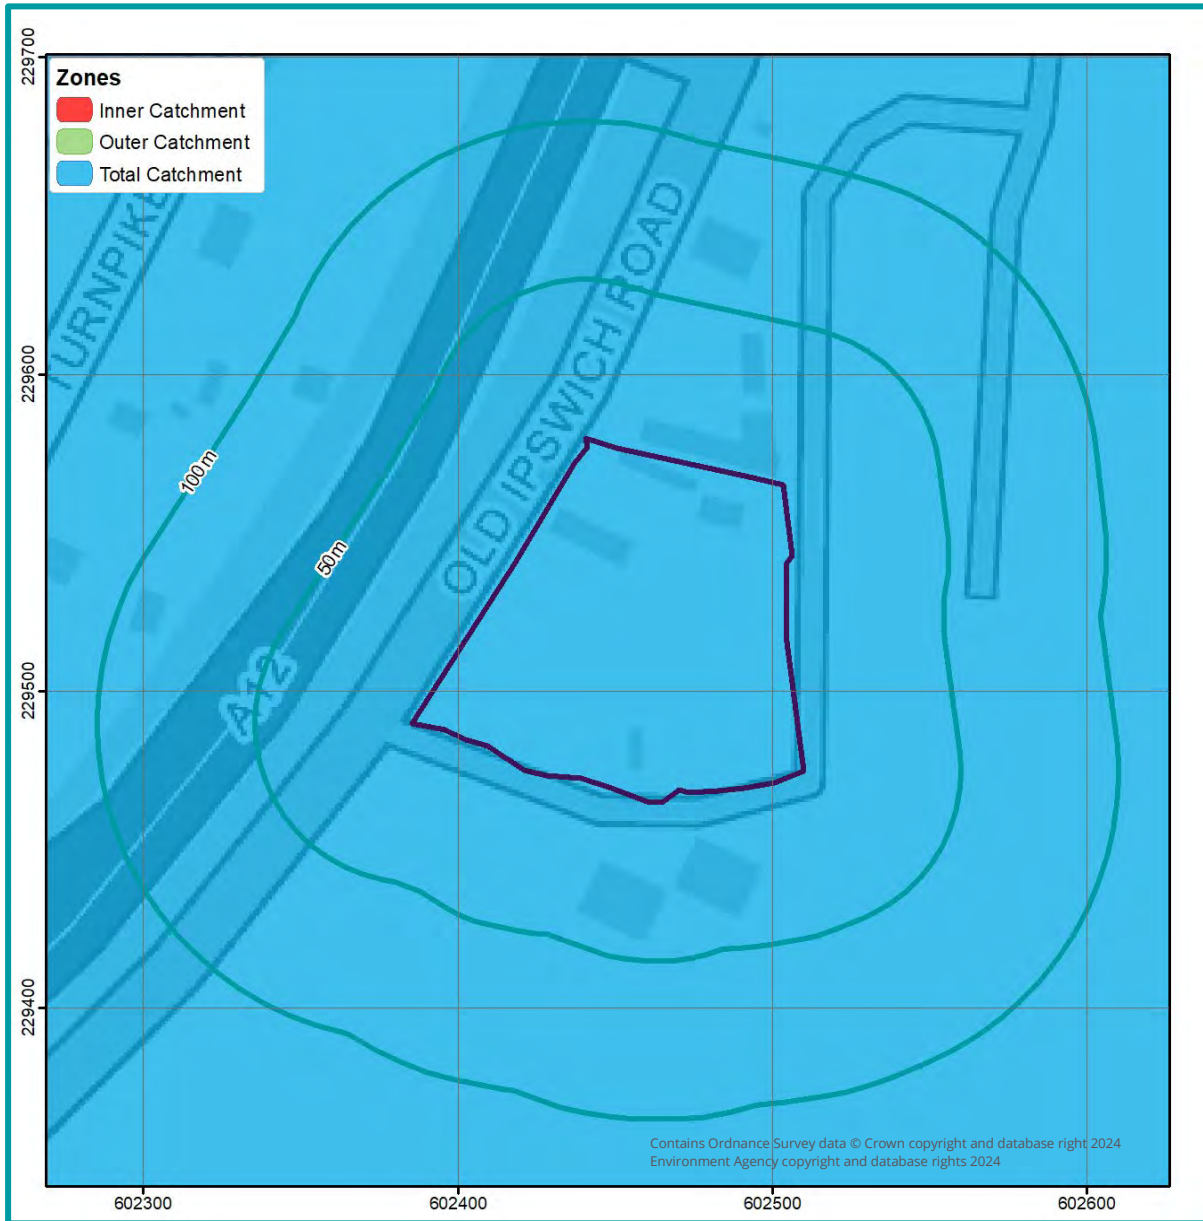 229700
Zones
Inner Catchment
Outer Catchment
Total Catchment
TURNPIKE
OLD IPSWICH ROAD
229600
100m
50m
A12
229500
229400
Contains Ordnance Survey data © Crown copyright and database right 2024
Environment Agency copyright and database rights 2024
602300
602400
602500
602600